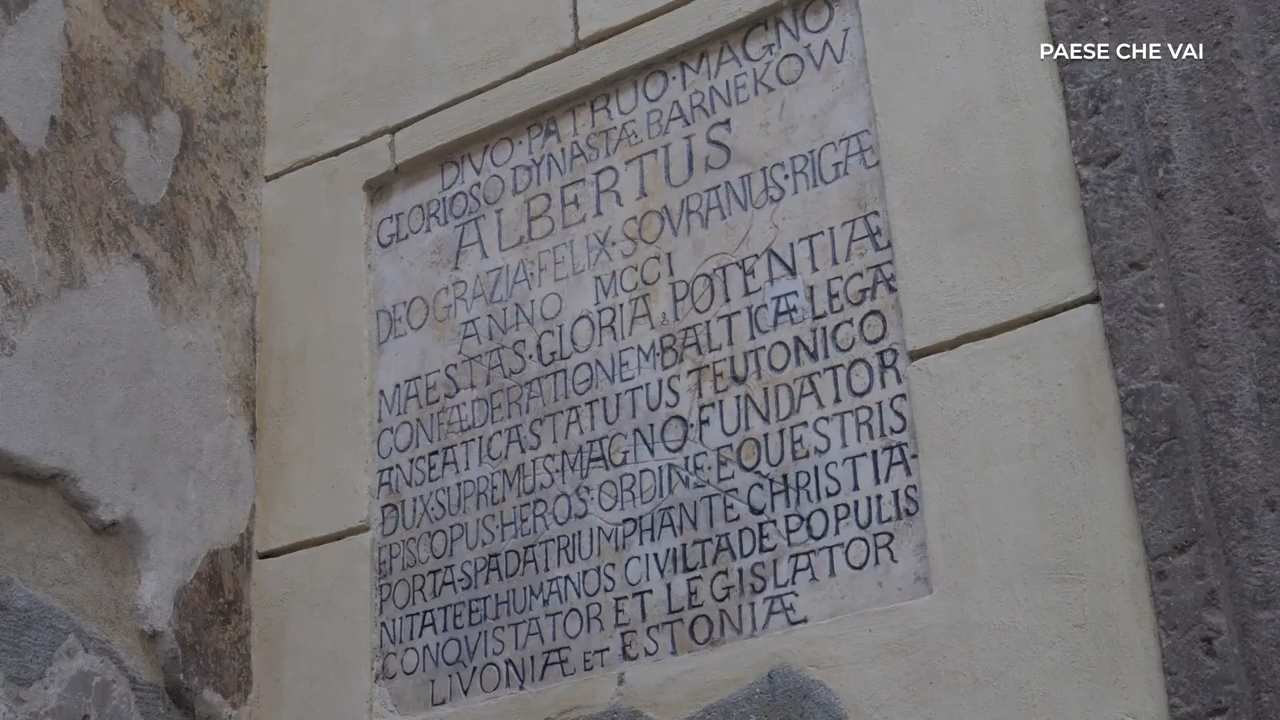 PAESE CHE VAI
DIVO·PATRUO·MAGNO
GLORIOSO DYNASTÆ BARNEKOW
ALBERTUS
DEO GRAZIA·FELIX·SOVRANUS·RIGÆ
ANNO MCCI
MAESTAS·GLORIA & POTENTIÆ
CONFÆDERATIONEM·BALTICÆ LEGA
ANSEATICA STATUTUS TEUTONICO
DUX·SUPREMUS·MAGNO·FUNDATOR
EPISCOPUS·HEROS·ORDINE·EQUESTRIS
PORTA·SPADA TRIUMPHANTE CHRISTIA-
NITATE ET HUMANOS CIVILTA DE POPULIS
CONQVISTATOR ET LEGISLATOR
LIVONIÆ ET ESTONIÆ